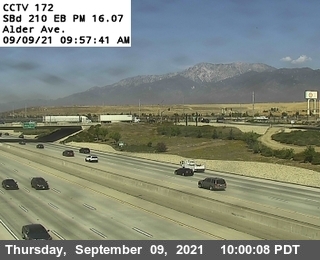 CCTV 172
SBd 210 EB PM 16.07
Alder Ave.
09/09/21 09:57:41 AM
Thursday, September 09, 2021 10:00:08 PDT